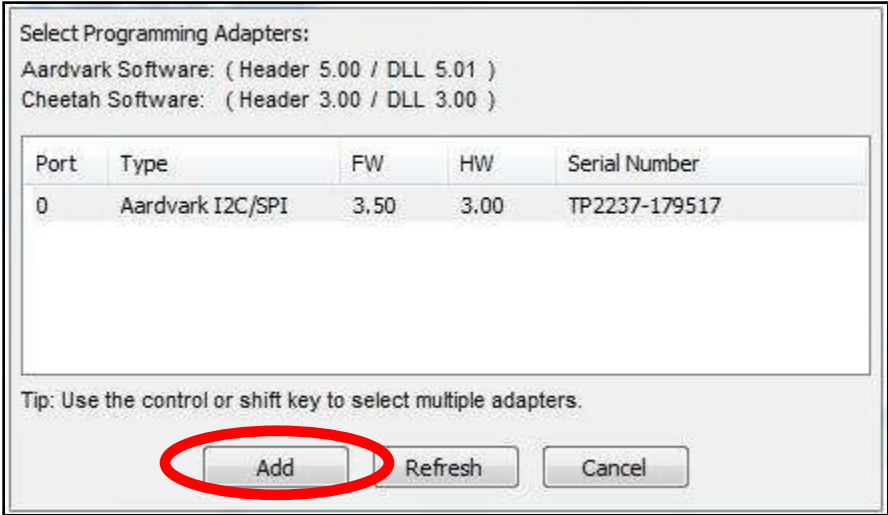 Select Programming Adapters:
Aardvark Software: ( Header 5.00 / DLL 5.01 )
Cheetah Software: ( Header 3.00 / DLL 3.00 )
Port Type FW HW Serial Number
0 Aardvark I2C/SPI 3.50 3.00 TP2237-179517
Tip: Use the control or shift key to select multiple adapters.
Add Refresh Cancel